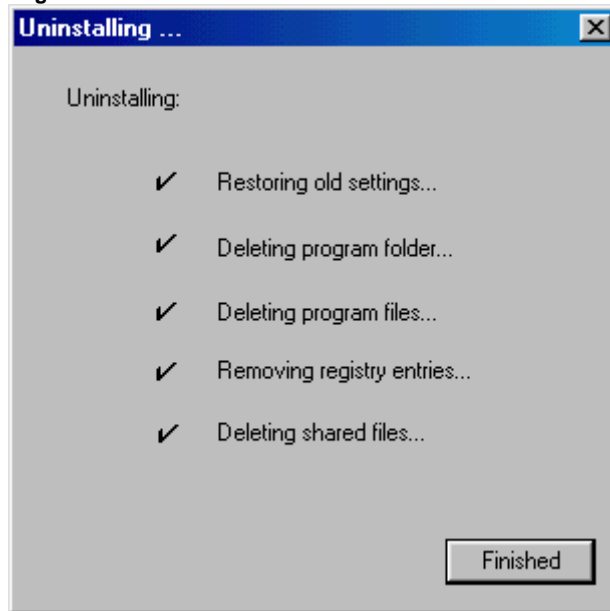 Uninstalling ...
Uninstalling:
Restoring old settings...
Deleting program folder...
Deleting program files...
Removing registry entries...
Deleting shared files...
Finished